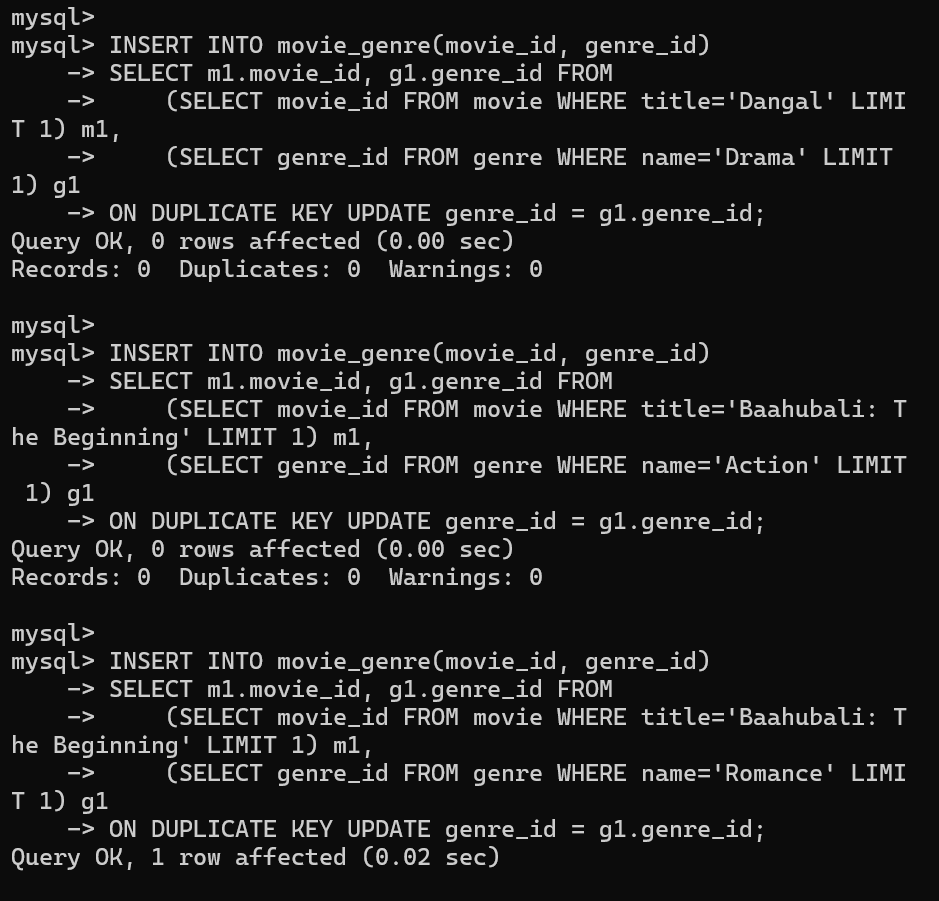 mysql>
mysql> INSERT INTO movie_genre(movie_id, genre_id)
    -> SELECT m1.movie_id, g1.genre_id FROM
    ->     (SELECT movie_id FROM movie WHERE title='Dangal' LIMI
T 1) m1,
    ->     (SELECT genre_id FROM genre WHERE name='Drama' LIMIT
1) g1
    -> ON DUPLICATE KEY UPDATE genre_id = g1.genre_id;
Query OK, 0 rows affected (0.00 sec)
Records: 0  Duplicates: 0  Warnings: 0

mysql>
mysql> INSERT INTO movie_genre(movie_id, genre_id)
    -> SELECT m1.movie_id, g1.genre_id FROM
    ->     (SELECT movie_id FROM movie WHERE title='Baahubali: T
he Beginning' LIMIT 1) m1,
    ->     (SELECT genre_id FROM genre WHERE name='Action' LIMIT
 1) g1
    -> ON DUPLICATE KEY UPDATE genre_id = g1.genre_id;
Query OK, 0 rows affected (0.00 sec)
Records: 0  Duplicates: 0  Warnings: 0

mysql>
mysql> INSERT INTO movie_genre(movie_id, genre_id)
    -> SELECT m1.movie_id, g1.genre_id FROM
    ->     (SELECT movie_id FROM movie WHERE title='Baahubali: T
he Beginning' LIMIT 1) m1,
    ->     (SELECT genre_id FROM genre WHERE name='Romance' LIMI
T 1) g1
    -> ON DUPLICATE KEY UPDATE genre_id = g1.genre_id;
Query OK, 1 row affected (0.02 sec)